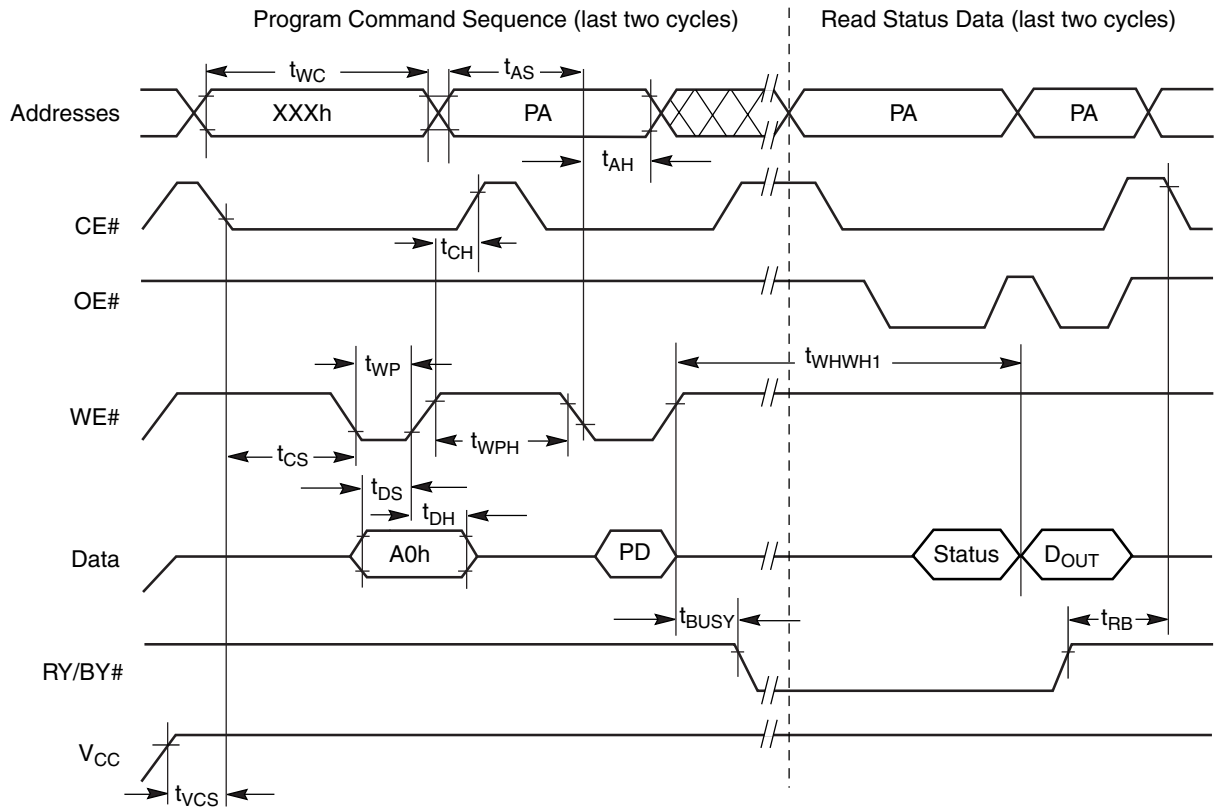 Program Command Sequence (last two cycles)
Read Status Data (last two cycles)
tWC
tAS
Addresses
XXXh
PA
PA
PA
tAH
CE#
tCH
OE#
tWP
tWHWH1
WE#
tCS
tWPH
tDS
tDH
Data
A0h
PD
Status
DOUT
tBUSY
tRB
RY/BY#
VCC
tVCS